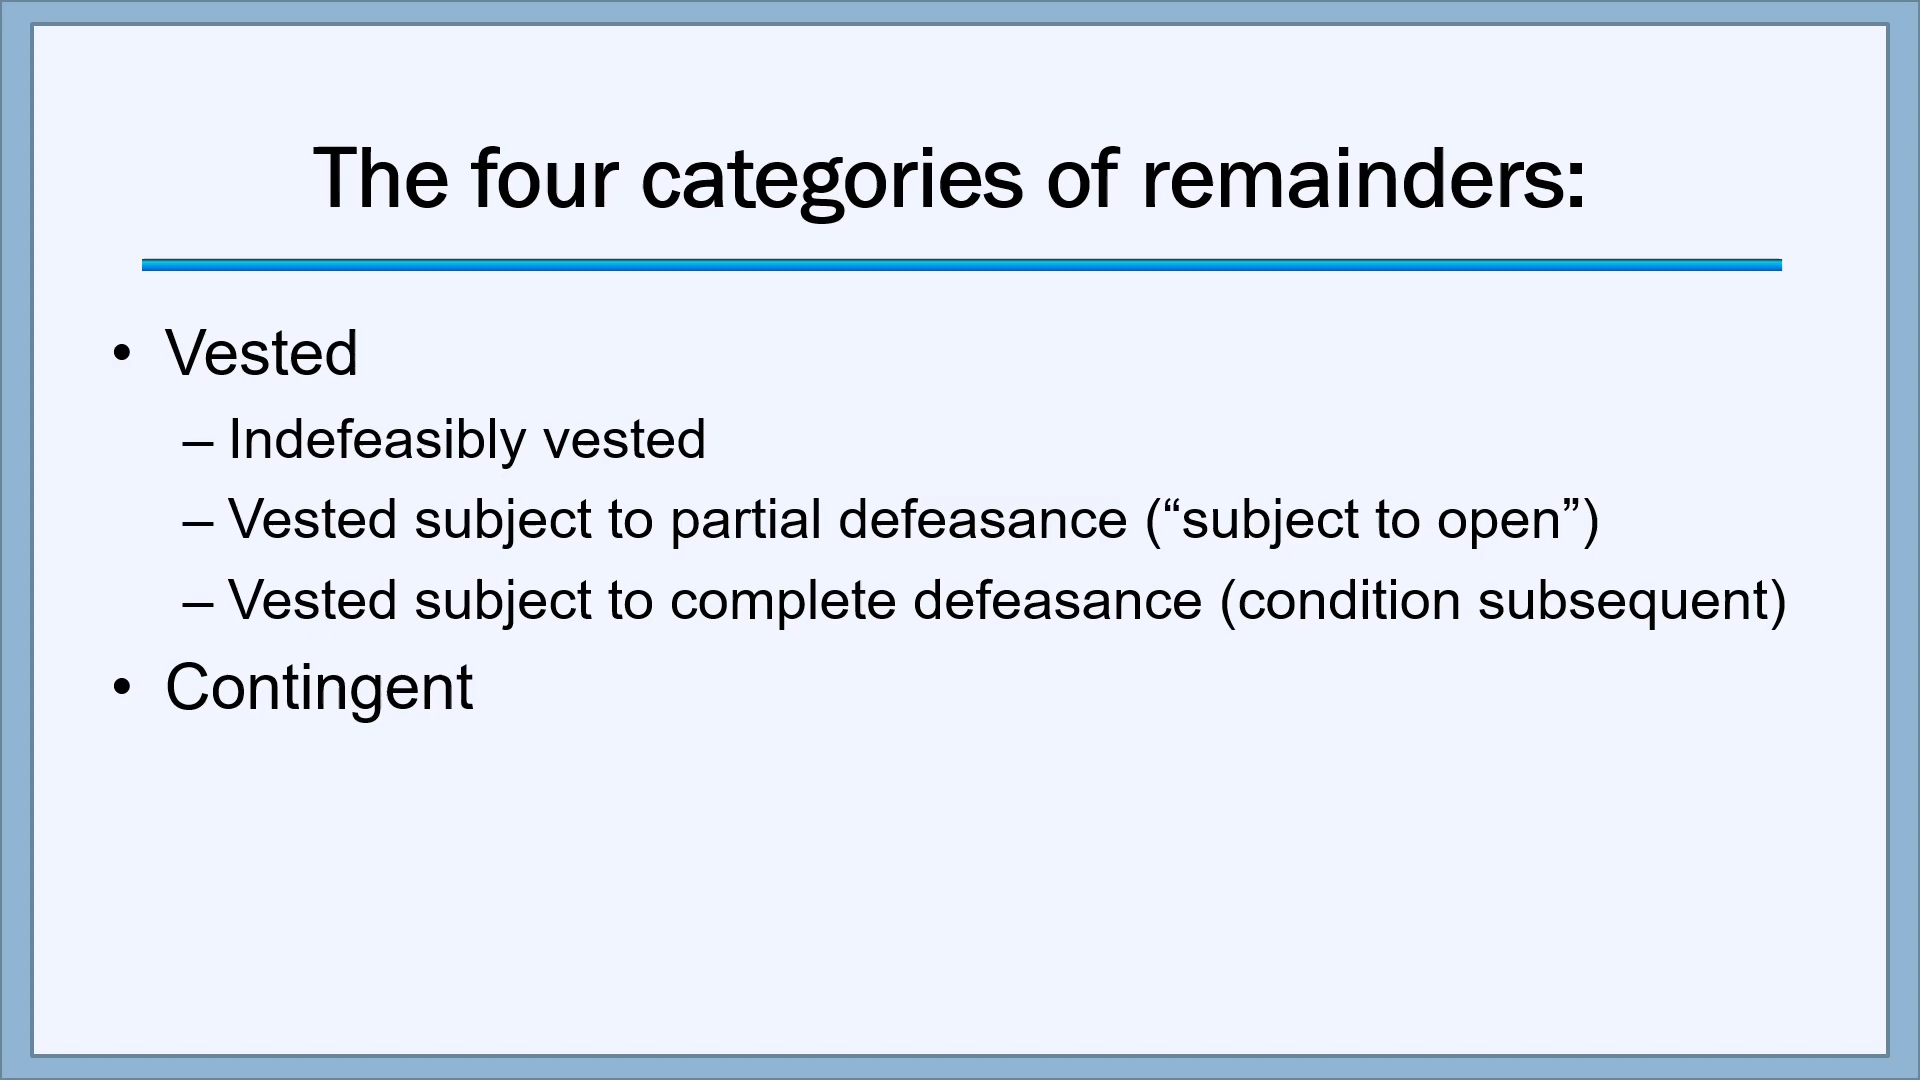 The four categories of remainders:
• Vested
– Indefeasibly vested
– Vested subject to partial defeasance (“subject to open”)
– Vested subject to complete defeasance (condition subsequent)
• Contingent